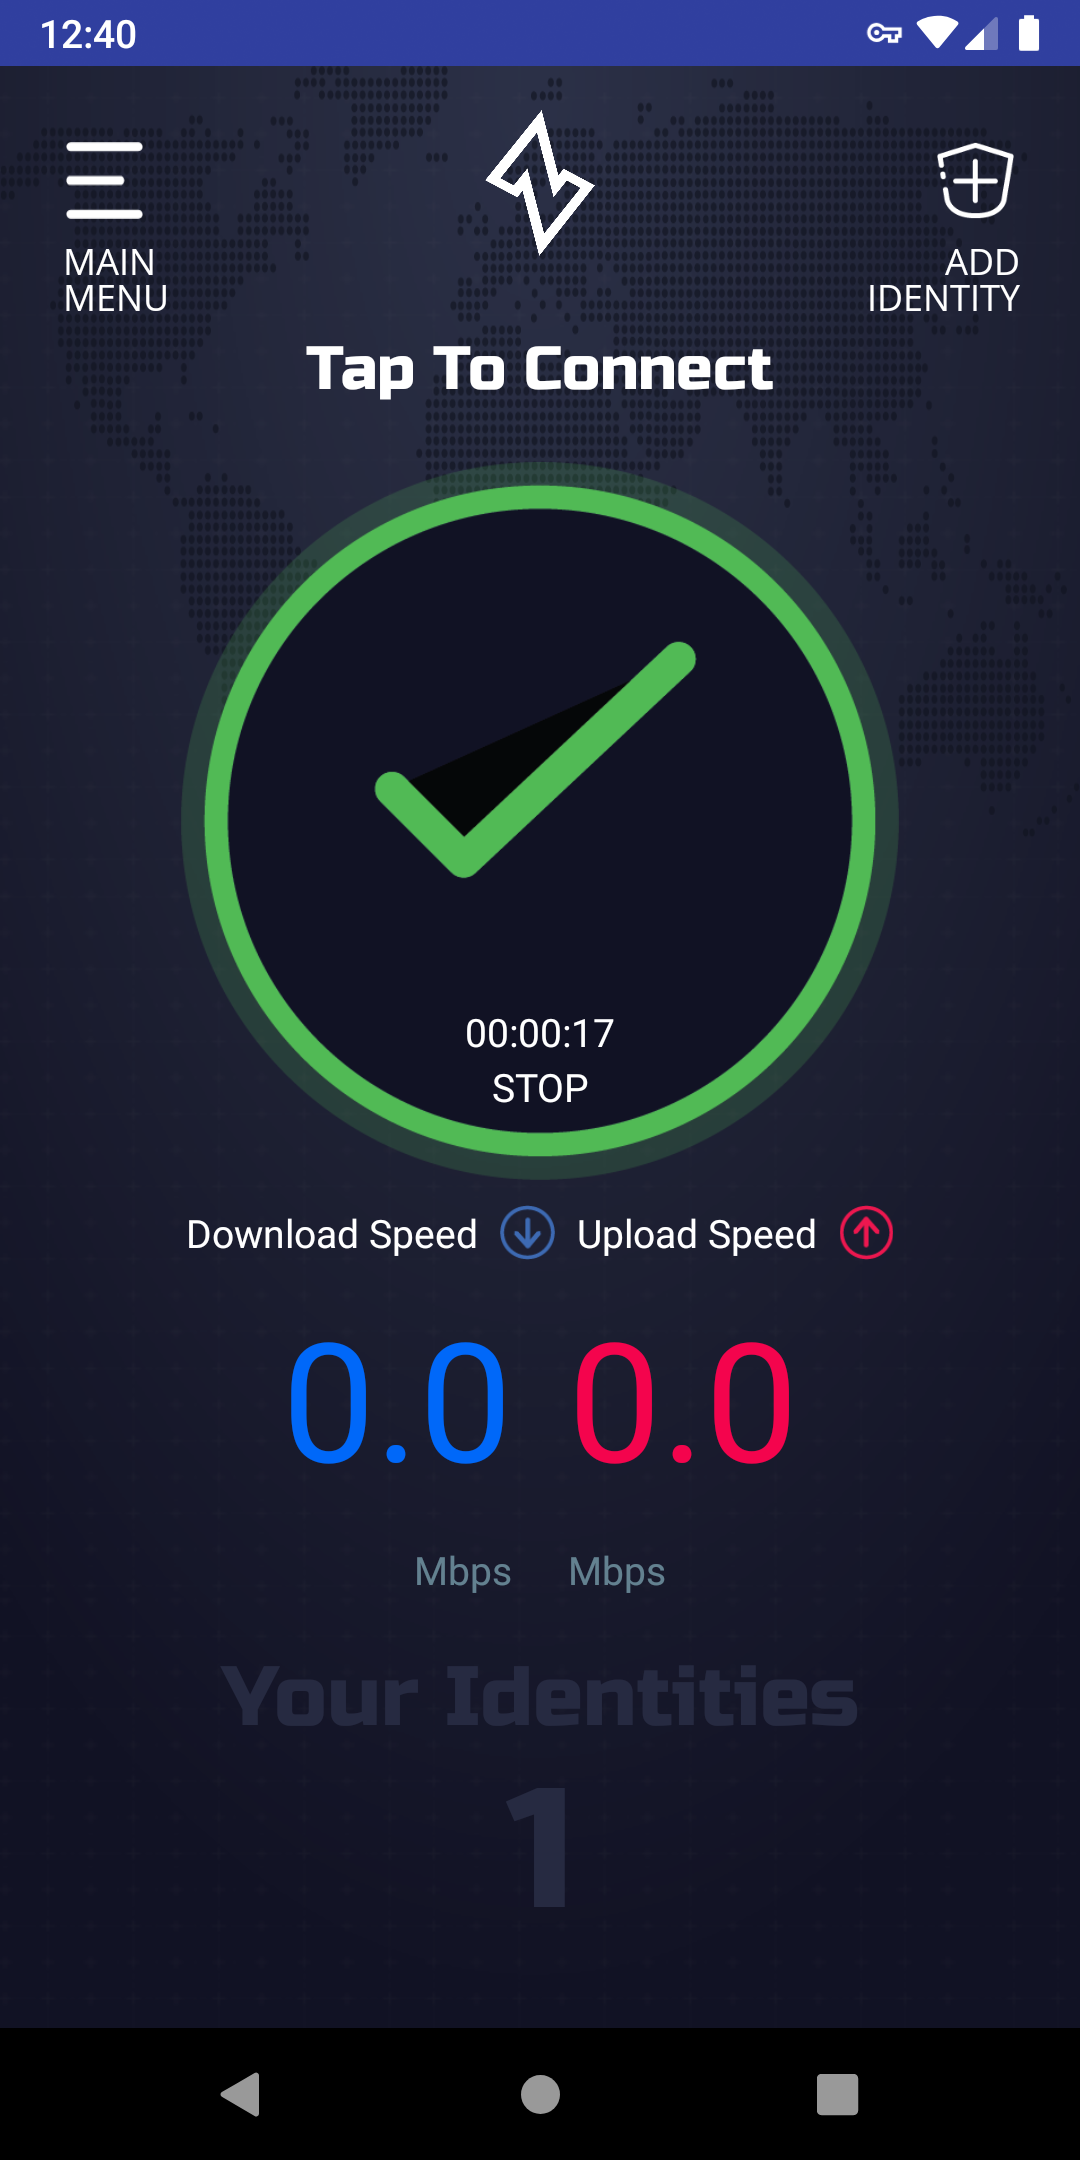 12:40
MAIN
MENU
ADD
IDENTITY
Tap To Connect
00:00:17
STOP
Download Speed Upload Speed
0.0 0.0
Mbps Mbps
Your Identities
1